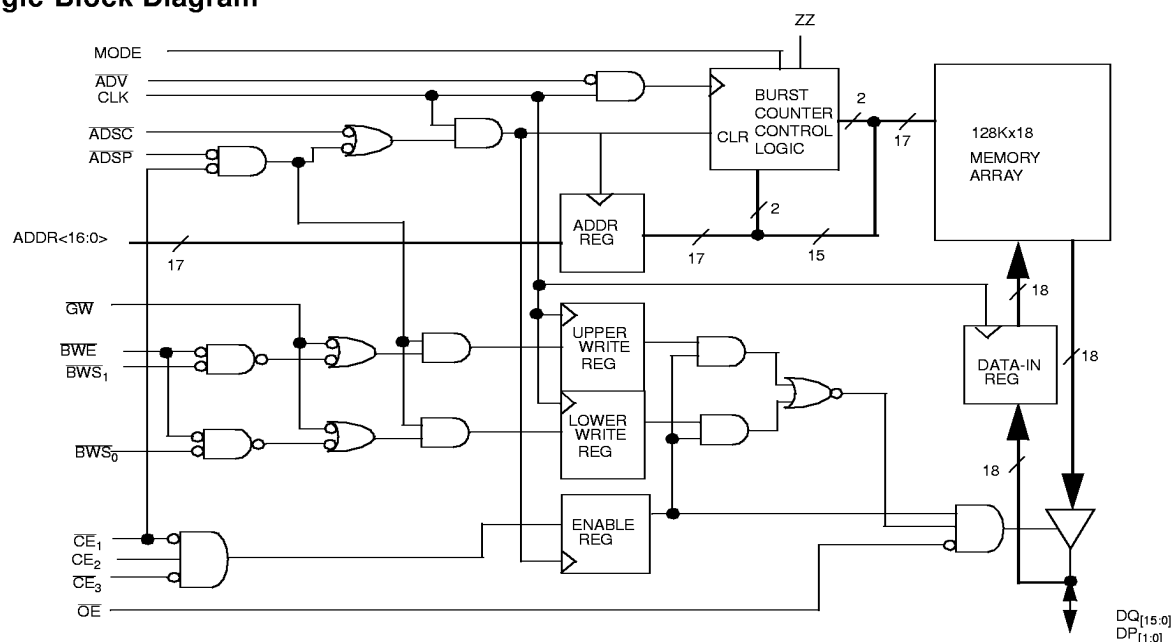 gic Block Diagram
ZZ
MODE
ADV
CLK
BURST
COUNTER
CONTROL
LOGIC
CLR
2
17
128Kx18
MEMORY
ARRAY
ADSC
ADSP
2
ADDR
REG
ADDR<16:0>
17
17
15
18
GW
UPPER
WRITE
REG
BWE
BWS1
DATA-IN
REG
18
LOWER
WRITE
REG
BWS0
18
ENABLE
REG
CE1
CE2
CE3
OE
DQ[15:0]
DP[1:0]